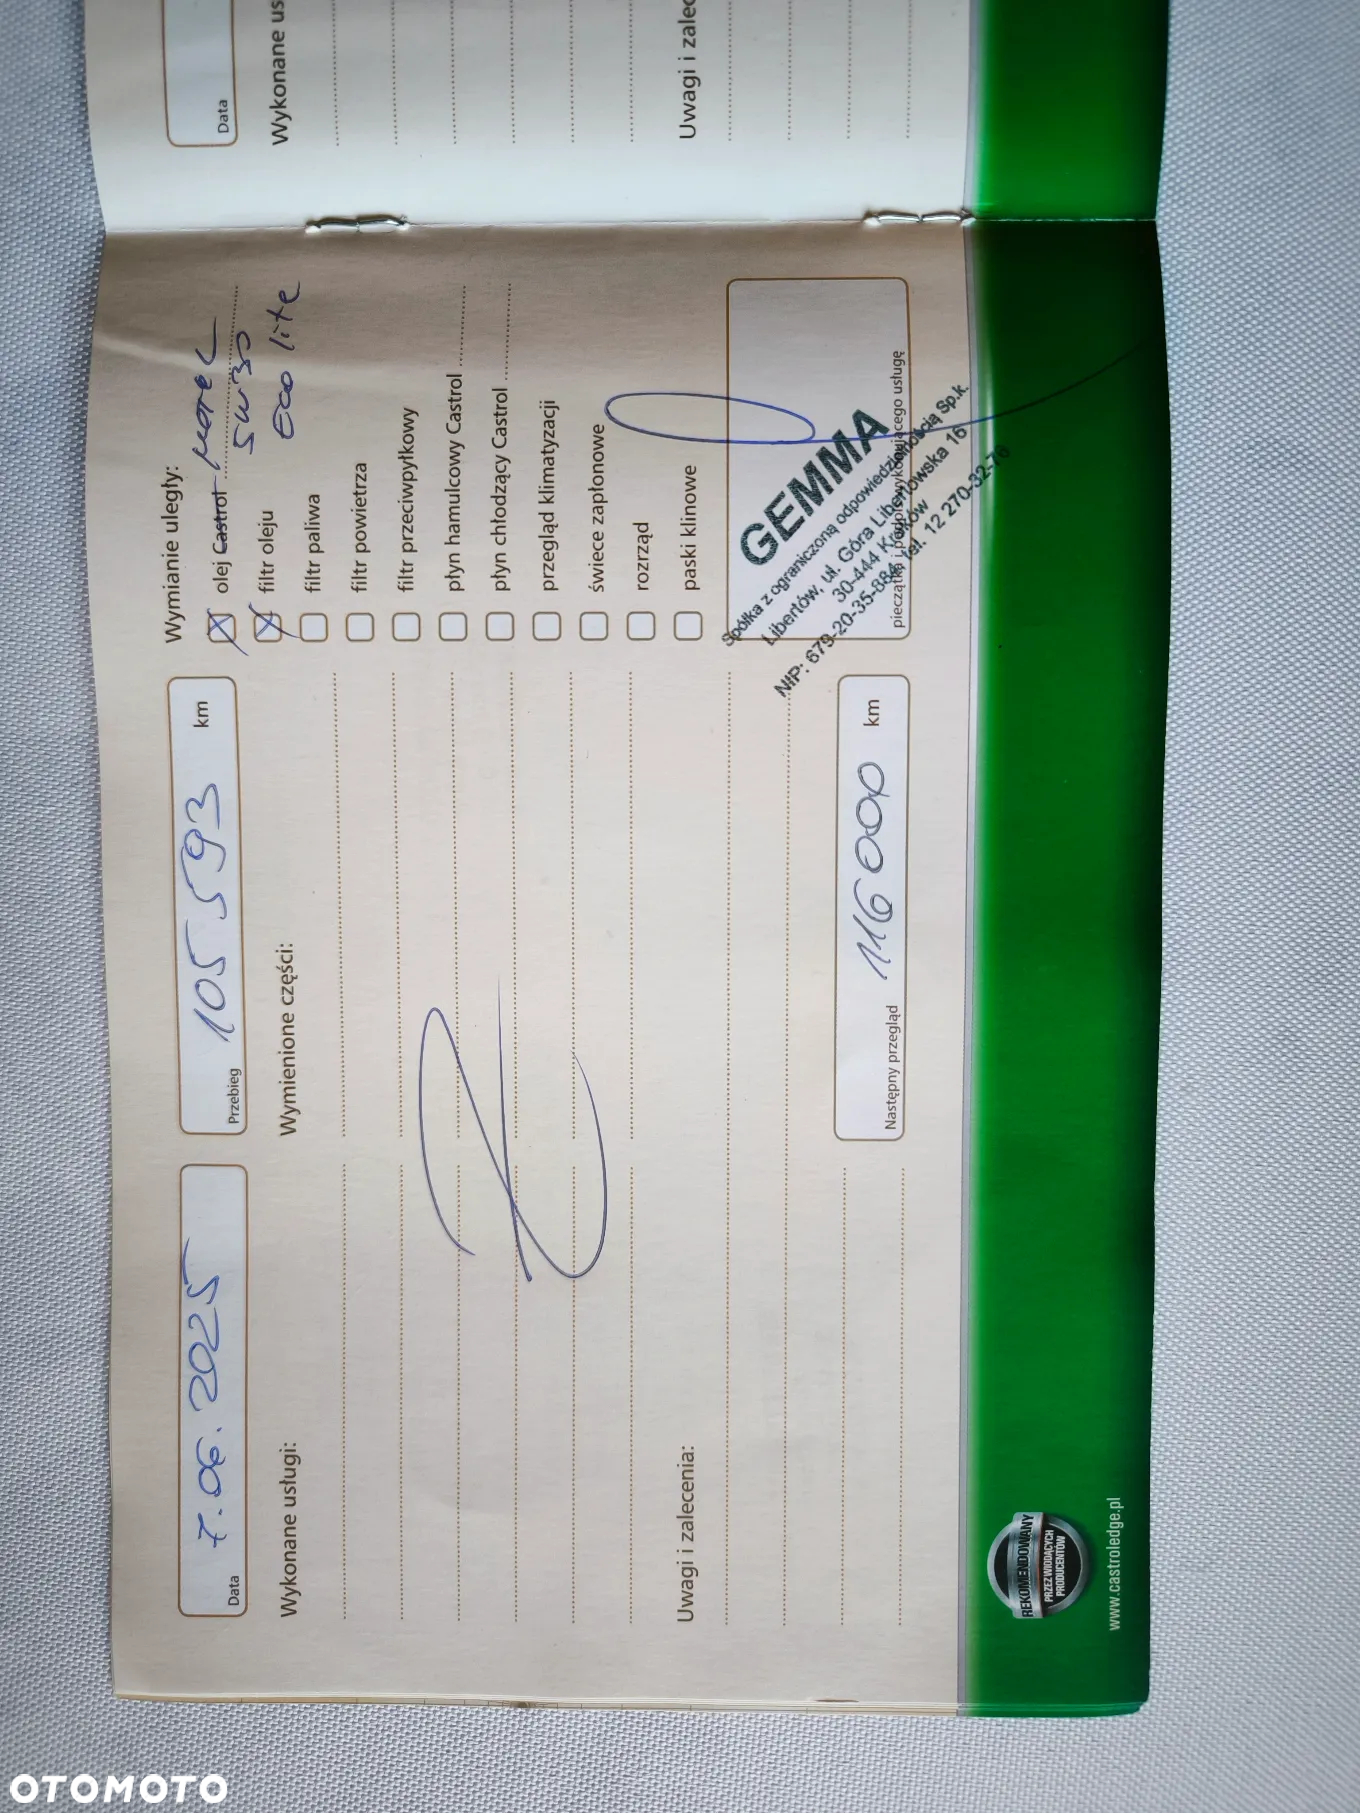 Data
Wykonane us
Uwagi i zalec
Data 7.06.2025
Przebieg 105 593 km
Wymianie uległy:
olej Castrol Motul
5W30
Eco lite
filtr oleju
filtr paliwa
filtr powietrza
filtr przeciwpyłkowy
płyn hamulcowy Castrol
płyn chłodzący Castrol
przegląd klimatyzacji
świece zapłonowe
rozrząd
paski klinowe
Wykonane usługi:
Wymienione części:
Uwagi i zalecenia:
Następny przegląd 116 000 km
GEMMA
Spółka z ograniczoną odpowiedzialnością Sp.k.
Libertów, ul. Góra Libertowska 16
30-444 Kraków
NIP: 679-20-35-884, tel. 12 270-32-70
pieczątka i podpis wykonującego usługę
REKOMENDOWANY
PRZEZ WIODĄCYCH
PRODUCENTÓW
www.castroledge.pl
OTOMOTO